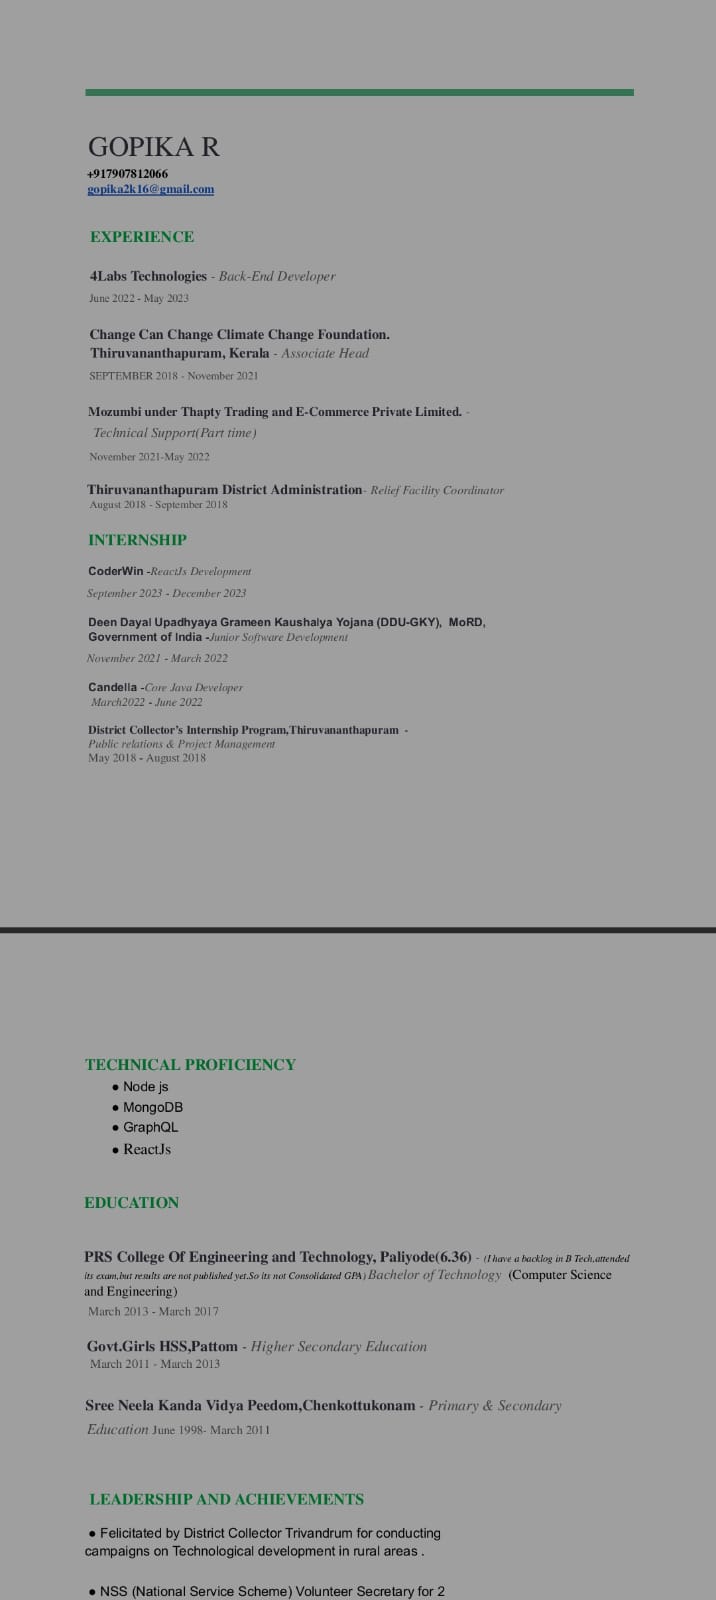 GOPIKA R
+917907812066
gopika2k16@gmail.com
EXPERIENCE
4Labs Technologies - Back-End Developer
June 2022 - May 2023
Change Can Change Climate Change Foundation.
Thiruvananthapuram, Kerala - Associate Head
SEPTEMBER 2018 - November 2021
Mozumbi under Thapty Trading and E-Commerce Private Limited. -
Technical Support(Part time)
November 2021-May 2022
Thiruvananthapuram District Administration- Relief Facility Coordinator
August 2018 - September 2018
INTERNSHIP
CoderWin -ReactJs Development
September 2023 - December 2023
Deen Dayal Upadhyaya Grameen Kaushalya Yojana (DDU-GKY), MoRD,
Government of India -Junior Software Development
November 2021 - March 2022
Candella -Core Java Developer
March2022 - June 2022
District Collector's Internship Program,Thiruvananthapuram -
Public relations & Project Management
May 2018 - August 2018
TECHNICAL PROFICIENCY
● Node js
● MongoDB
● GraphQL
● ReactJs
EDUCATION
PRS College Of Engineering and Technology, Paliyode(6.36) - (I have a backlog in B Tech,attended
its exam,but results are not published yet.So its not Consolidated GPA) Bachelor of Technology (Computer Science
and Engineering)
March 2013 - March 2017
Govt.Girls HSS,Pattom - Higher Secondary Education
March 2011 - March 2013
Sree Neela Kanda Vidya Peedom,Chenkottukonam - Primary & Secondary
Education June 1998- March 2011
LEADERSHIP AND ACHIEVEMENTS
● Felicitated by District Collector Trivandrum for conducting
campaigns on Technological development in rural areas .
● NSS (National Service Scheme) Volunteer Secretary for 2